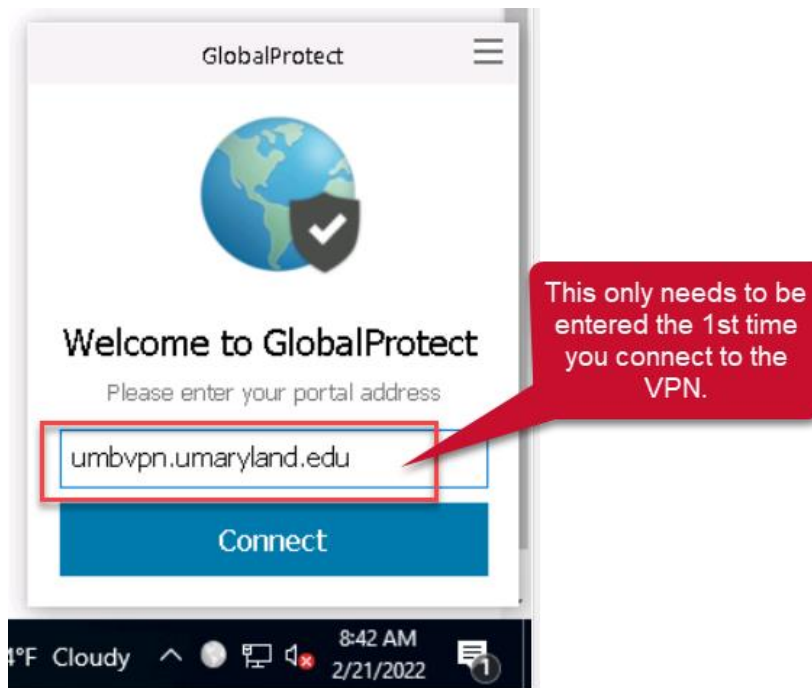 GlobalProtect
Welcome to GlobalProtect
Please enter your portal address
umbvpn.umaryland.edu
Connect
This only needs to be
entered the 1st time
you connect to the
VPN.
4°F Cloudy
8:42 AM
2/21/2022
1